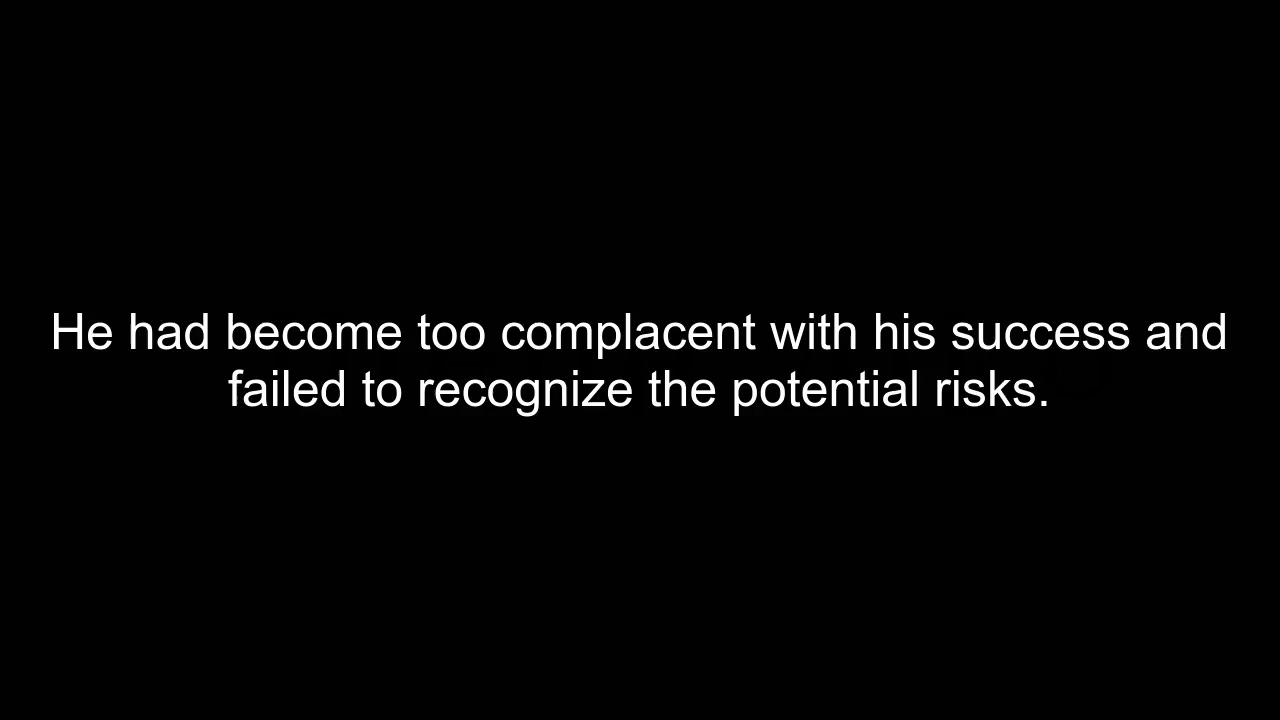 He had become too complacent with his success and
failed to recognize the potential risks.